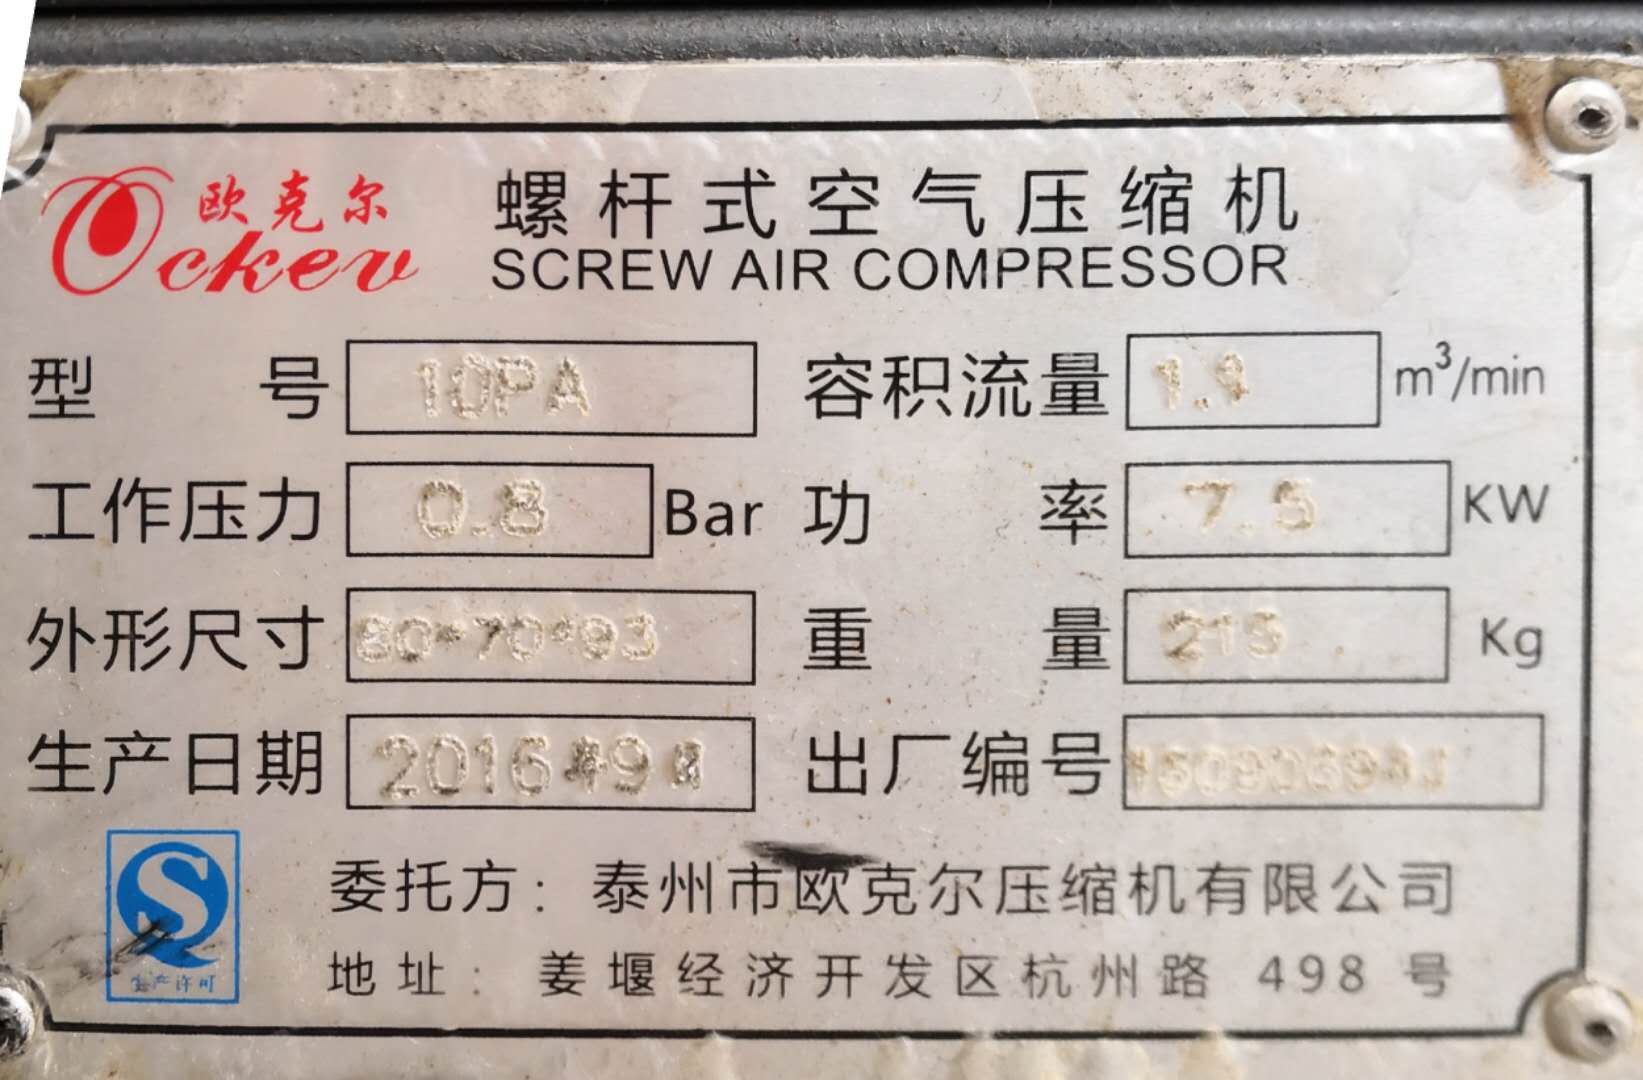 欧克尔
Ockev
螺杆式空气压缩机
SCREW AIR COMPRESSOR
型 号 10PA 容积流量 m³/min
工作压力 0.8 Bar 功 率 7.5 KW
外形尺寸 80*70*93 重 量 Kg
生产日期 出厂编号
生产许可
委托方：泰州市欧克尔压缩机有限公司
地址：姜堰经济开发区杭州路 498 号